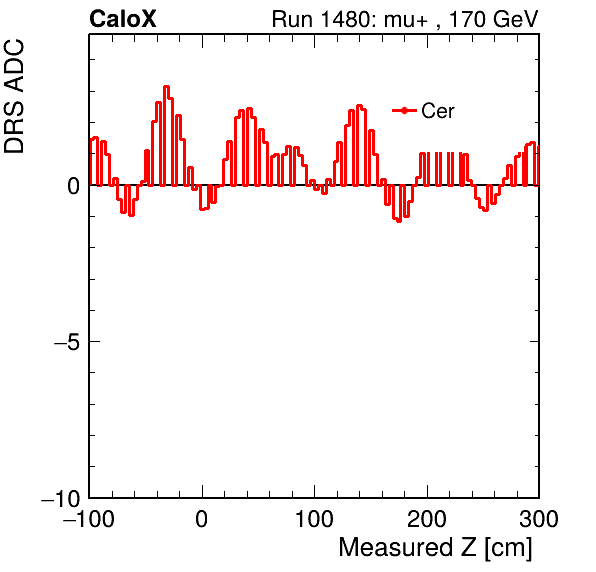 CaloX Run 1480: mu+ , 170 GeV
DRS ADC
Cer
0
−5
−10
−100 0 100 200 300
Measured Z [cm]